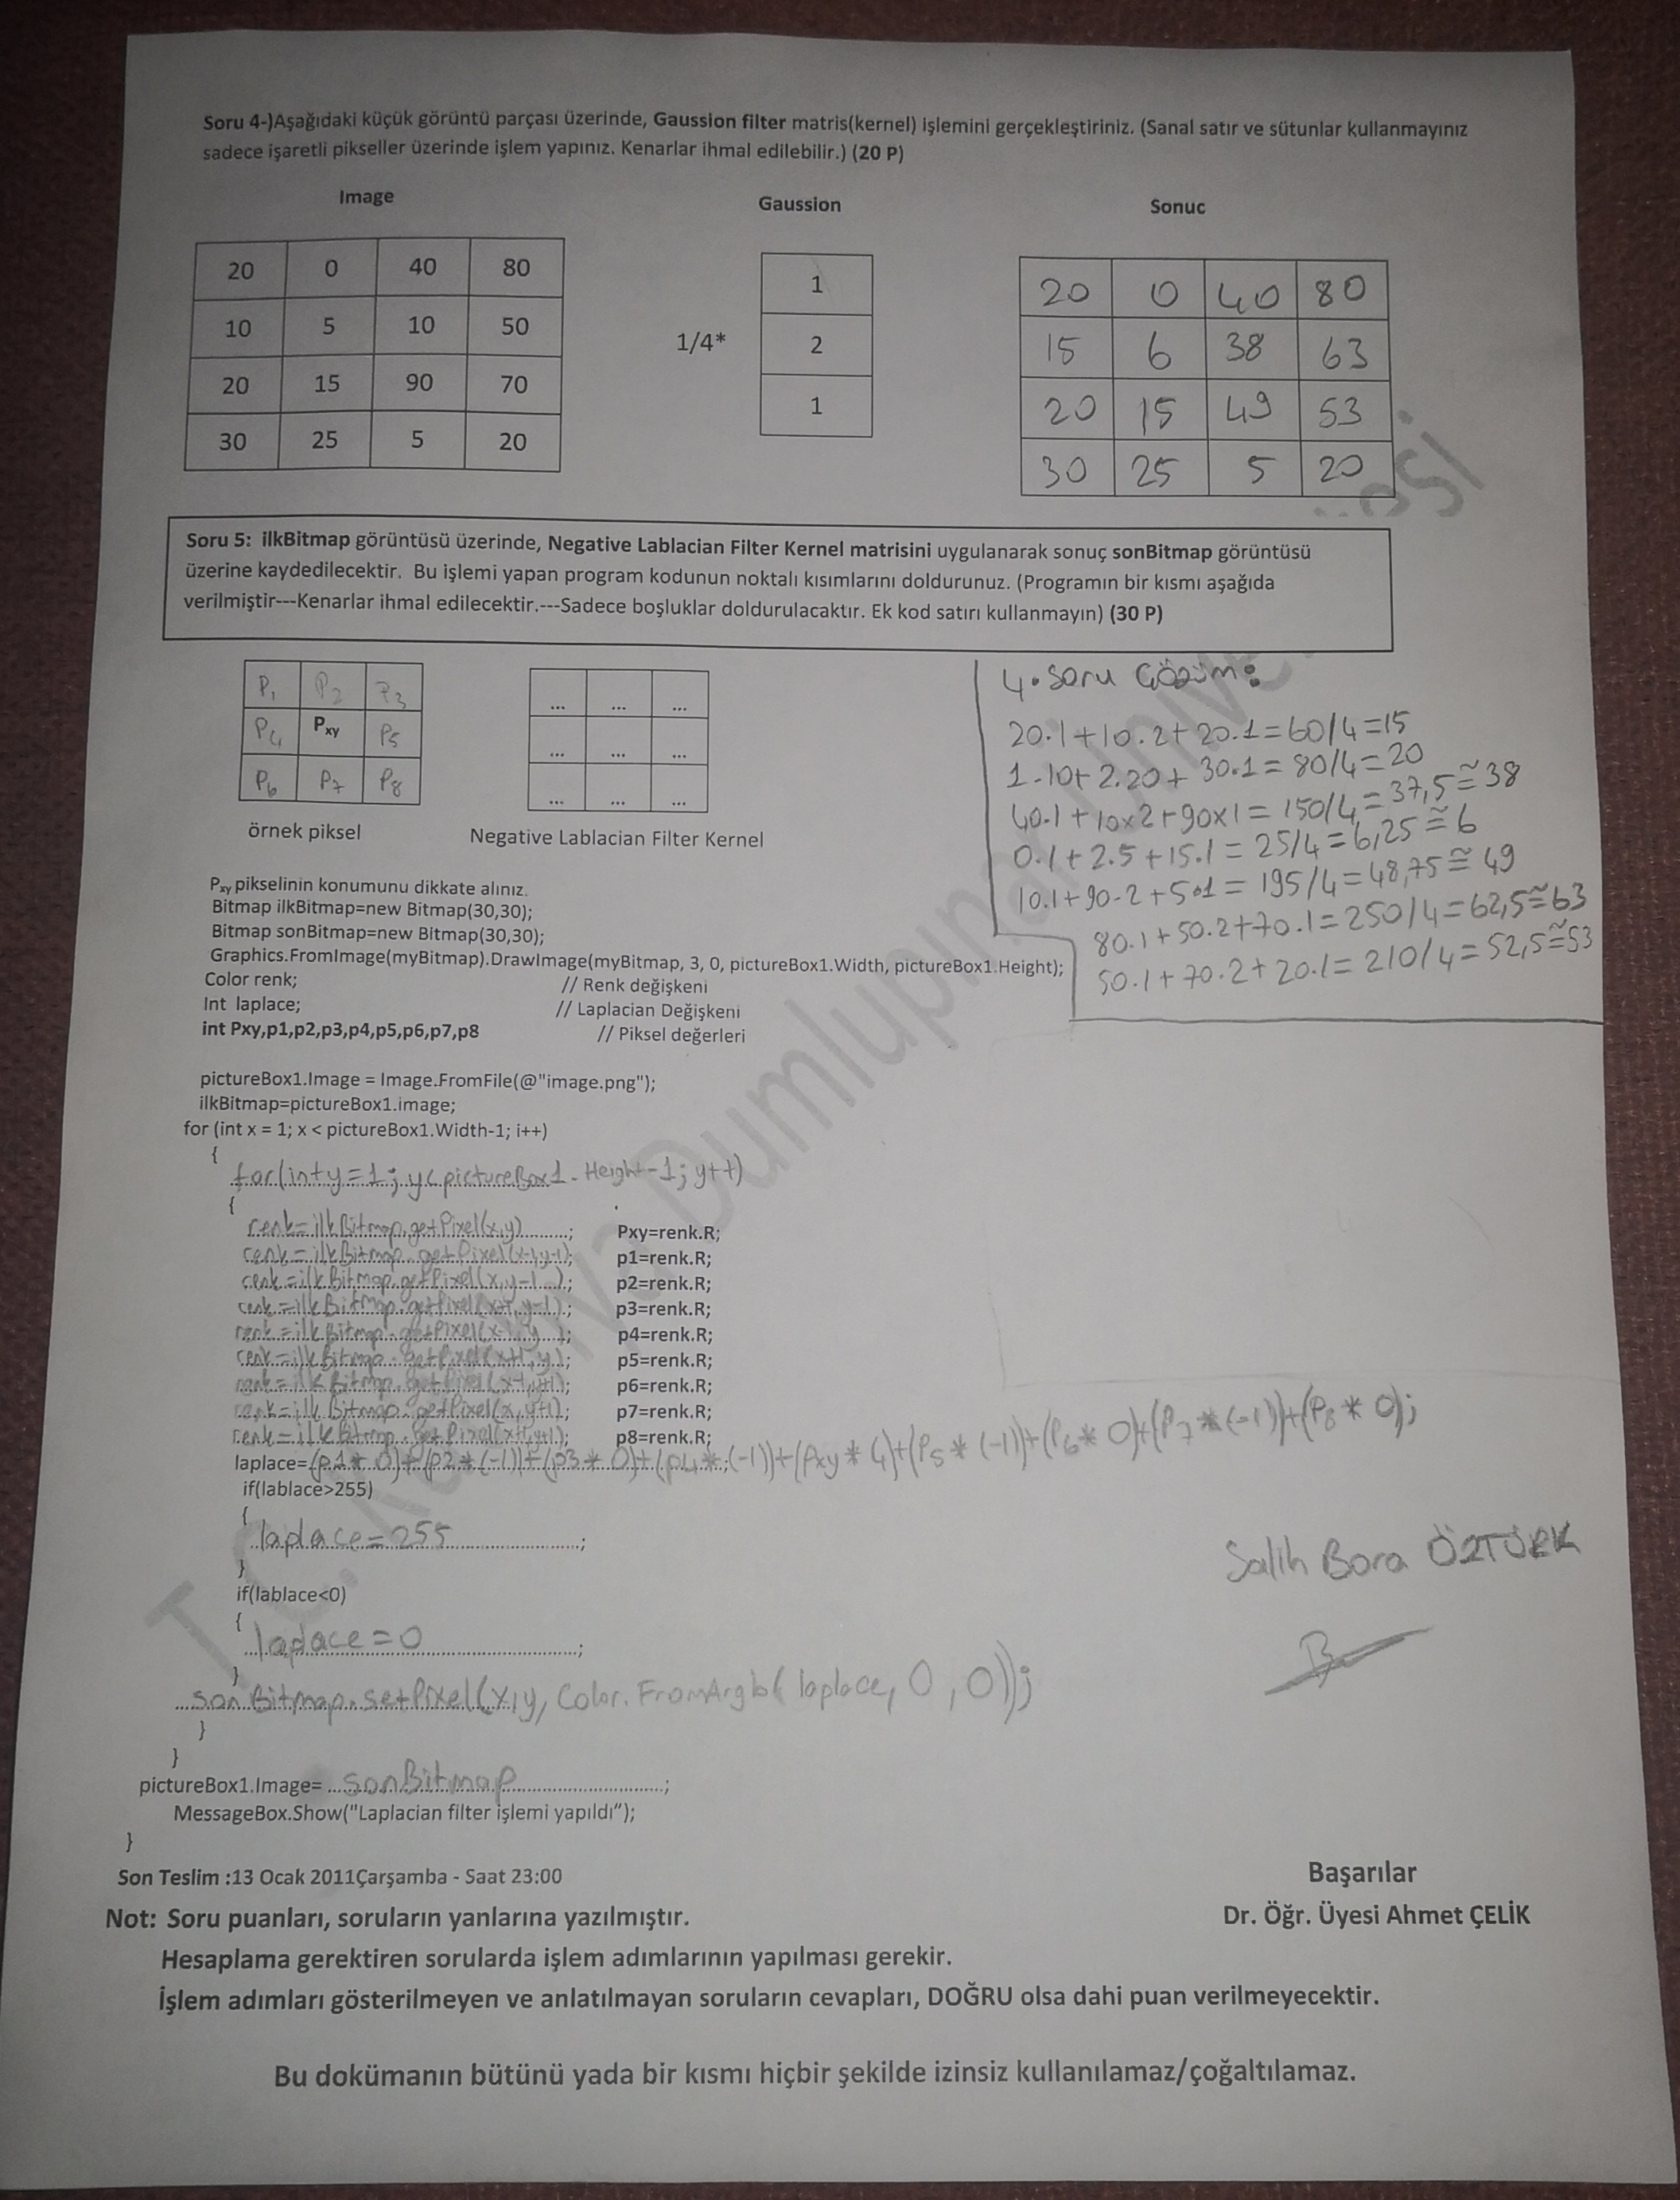 Soru 4-)Aşağıdaki küçük görüntü parçası üzerinde, Gaussion filter matris(kernel) işlemini gerçekleştiriniz. (Sanal satır ve sütunlar kullanmayınız
sadece işaretli pikseller üzerinde işlem yapınız. Kenarlar ihmal edilebilir.) (20 P)
Image Gaussion Sonuc
20 0 40 80
10 5 10 50
20 15 90 70
30 25 5 20
1/4*
1
2
1
20 0 40 80
15 6 38 63
20 15 49 53
30 25 5 20
Soru 5: ilkBitmap görüntüsü üzerinde, Negative Lablacian Filter Kernel matrisini uygulanarak sonuç sonBitmap görüntüsü
üzerine kaydedilecektir. Bu işlemi yapan program kodunun noktalı kısımlarını doldurunuz. (Programın bir kısmı aşağıda
verilmiştir---Kenarlar ihmal edilecektir.---Sadece boşluklar doldurulacaktır. Ek kod satırı kullanmayın) (30 P)
P1 P2 P3
P4 Pxy P5
P6 P7 P8
örnek piksel
... ... ...
... ... ...
... ... ...
Negative Lablacian Filter Kernel
4. Soru Çözüm:
20.1+10.2+20.1=60/4=15
1.10+2.20+30.1=80/4=20
40.1+10x2+90x1=150/4=37,5≅38
0.1+2.5+15.1=25/4=6,25≅6
10.1+90.2+5.1=195/4=48,75≅49
80.1+50.2+70.1=250/4=62,5≅63
50.1+70.2+20.1=210/4=52,5≅53
Pxy pikselinin konumunu dikkate alınız.
Bitmap ilkBitmap=new Bitmap(30,30);
Bitmap sonBitmap=new Bitmap(30,30);
Graphics.FromImage(myBitmap).DrawImage(myBitmap, 3, 0, pictureBox1.Width, pictureBox1.Height);
Color renk; // Renk değişkeni
Int laplace; // Laplacian Değişkeni
int Pxy,p1,p2,p3,p4,p5,p6,p7,p8 // Piksel değerleri
pictureBox1.Image = Image.FromFile(@"image.png");
ilkBitmap=pictureBox1.image;
for (int x = 1; x < pictureBox1.Width-1; i++)
{
for(int y=1; y<pictureBox1.Height-1; y++)
{
renk=ilkBitmap.getPixel(x,y)...........; Pxy=renk.R;
renk=ilkBitmap.getPixel(x-1,y-1); p1=renk.R;
renk=ilkBitmap.getPixel(x,y-1...); p2=renk.R;
renk=ilkBitmap.getPixel(x+1,y-1); p3=renk.R;
renk=ilkBitmap.getPixel(x-1,y...); p4=renk.R;
renk=ilkBitmap.getPixel(x+1,y); p5=renk.R;
renk=ilkBitmap.getPixel(x-1,y+1); p6=renk.R;
renk=ilkBitmap.getPixel(x,y+1); p7=renk.R;
renk=ilkBitmap.getPixel(x+1,y+1); p8=renk.R;
laplace=(p1*0)+(p2*(-1))+(p3*0)+(p4*(-1))+(Pxy*4)+(P5*(-1))+(P6*0)+(P7*(-1))+(P8*0);
if(lablace>255)
{
laplace=255......................;
}
if(lablace<0)
{
laplace=0......................;
}
sonBitmap.setPixel(x,y, Color.FromArgb(laplace, 0, 0));
}
}
pictureBox1.Image= ...sonBitmap.........................;
MessageBox.Show("Laplacian filter işlemi yapıldı");
}
Salih Bora ÖZTÜRK
Son Teslim :13 Ocak 2011Çarşamba - Saat 23:00
Başarılar
Dr. Öğr. Üyesi Ahmet ÇELİK
Not: Soru puanları, soruların yanlarına yazılmıştır.
Hesaplama gerektiren sorularda işlem adımlarının yapılması gerekir.
İşlem adımları gösterilmeyen ve anlatılmayan soruların cevapları, DOĞRU olsa dahi puan verilmeyecektir.
Bu dokümanın bütünü yada bir kısmı hiçbir şekilde izinsiz kullanılamaz/çoğaltılamaz.